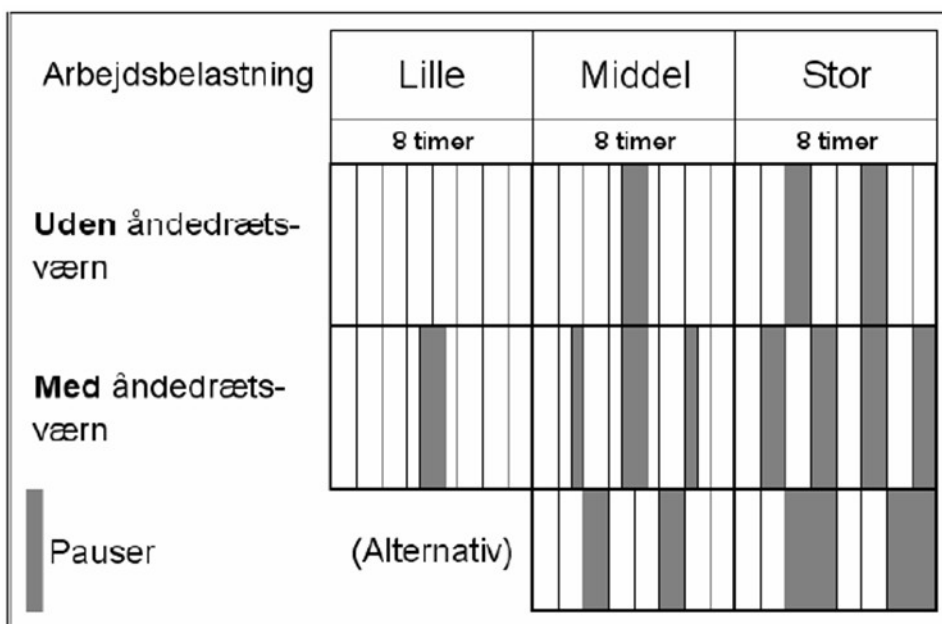 Arbejdsbelastning
Lille
Middel
Stor
8 timer
8 timer
8 timer
Uden åndedræts-
værn
Med åndedræts-
værn
Pauser
(Alternativ)